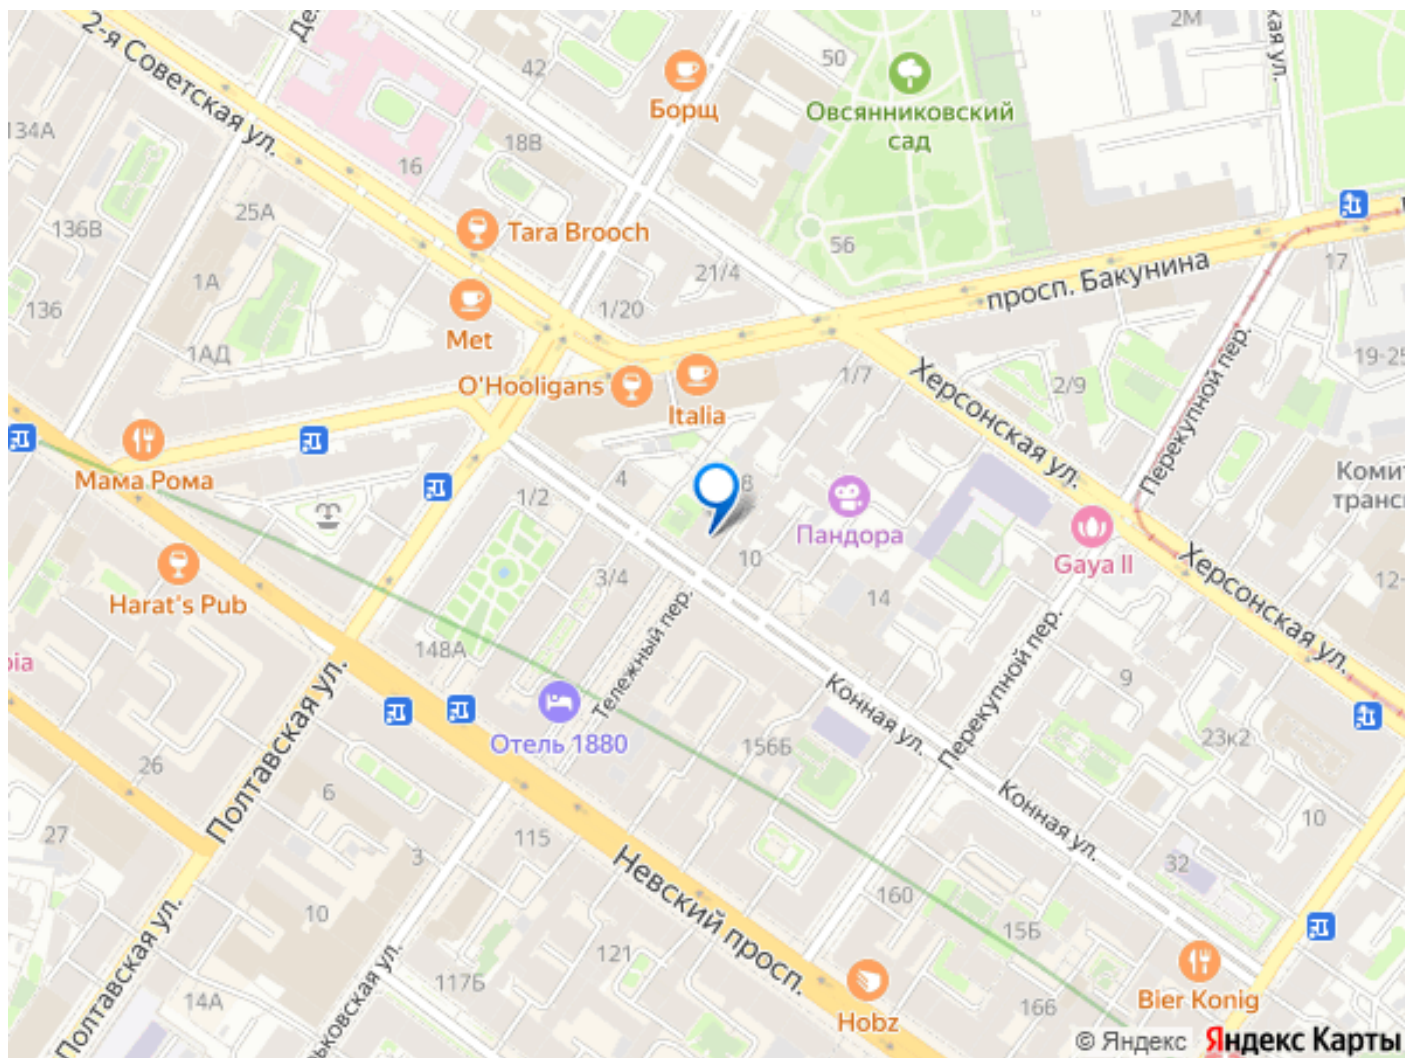 2М
2-я Советская ул.
42
50
Борщ
Овсянниковский
сад
134А
18В
16
25А
136В
Tara Brooch
56
21/4
просп. Бакунина
17
1А
136
1/20
Met
1АД
O'Hooligans
Italia
1/7
Херсонская ул.
2/9
Перекупной пер.
19-25
Мама Рома
4
8
1/2
Пандора
10
Gaya II
Херсонская ул.
3/4
14
12-
Harat's Pub
Тележный пер.
148А
Перекупной пер.
9
Конная ул.
Полтавская ул.
Отель 1880
156Б
23к2
26
6
Конная ул.
10
27
115
3
32
Невский просп.
160
15Б
10
121
117Б
Полтавская ул.
14А
Hobz
166
Bier Konig
© Яндекс Яндекс Карты